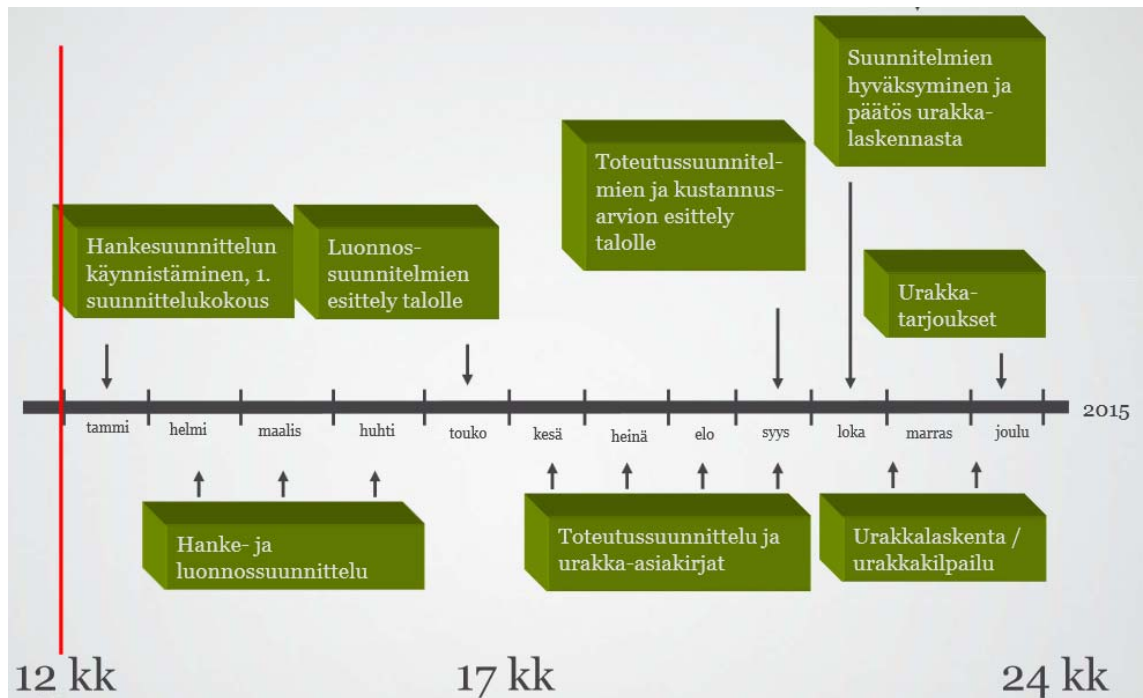 Suunnitelmien
hyväksyminen ja
päätös urakka-
laskennasta
Toteutussuunnitel-
mien ja kustannus-
arvion esittely
talolle
Hankesuunnittelun
käynnistäminen, 1.
suunnittelukokous
Luonnos-
suunnitelmien
esittely talolle
Urakka-
tarjoukset
2015
tammi
helmi
maalis
huhti
touko
kesä
heinä
elo
syys
loka
marras
joulu
Hanke- ja
luonnossuunnittelu
Toteutussuunnittelu ja
urakka-asiakirjat
Urakkalaskenta /
urakkakilpailu
12 kk
17 kk
24 kk